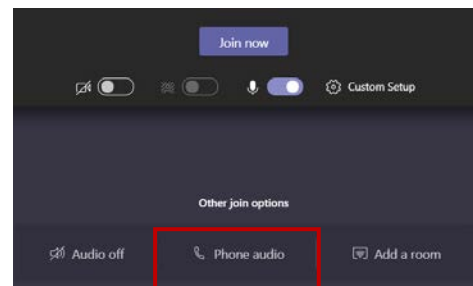 Join now
Custom Setup
Other join options
Audio off
Phone audio
Add a room